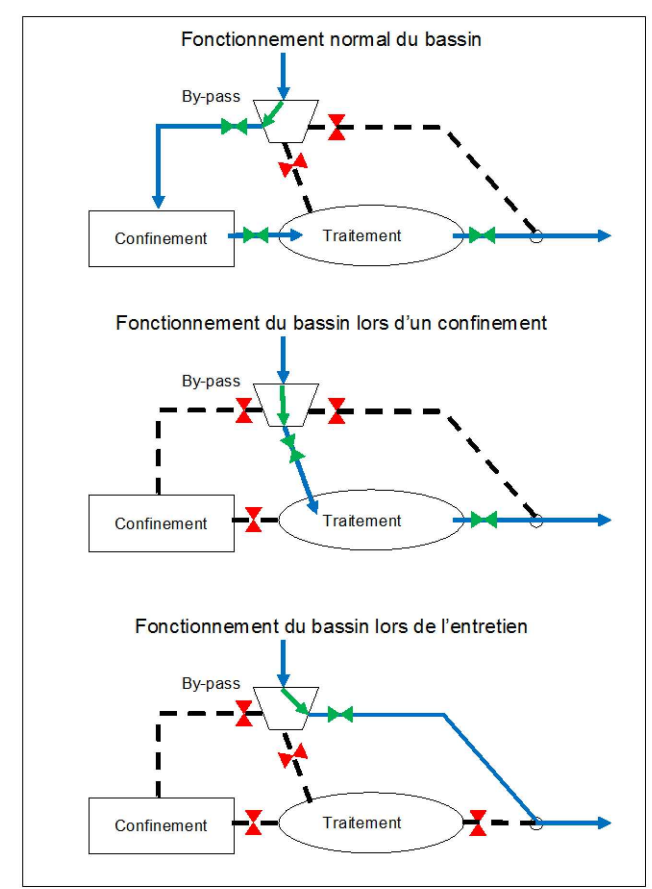 Fonctionnement normal du bassin
By-pass
Confinement
Traitement
Fonctionnement du bassin lors d'un confinement
By-pass
Confinement
Traitement
Fonctionnement du bassin lors de l'entretien
By-pass
Confinement
Traitement